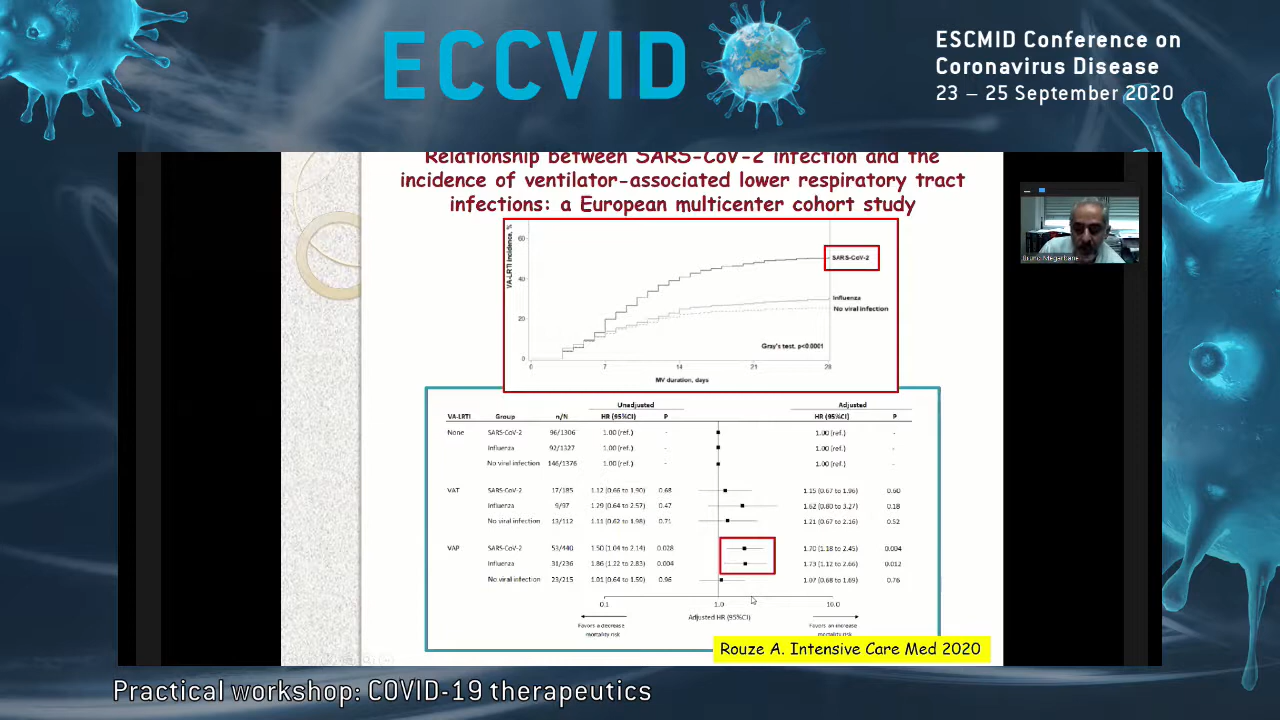 ECCVID
ESCMID Conference on
Coronavirus Disease
23 – 25 September 2020
Relationship between SARS-CoV-2 infection and the
incidence of ventilator-associated lower respiratory tract
infections: a European multicenter cohort study
Bruno Megarbane
VA-LRTI incidence, %
60
40
20
0
SARS-CoV-2
Influenza
No viral infection
Gray's test, p<0.0001
0 7 14 21 28
MV duration, days
Unadjusted Adjusted
VA-LRTI Group n/N HR (95%CI) P HR (95%CI) P
None SARS-CoV-2 96/1306 1.00 (ref.) - 1.00 (ref.) -
Influenza 92/1327 1.00 (ref.) - 1.00 (ref.) -
No viral infection 146/1376 1.00 (ref.) - 1.00 (ref.) -
VAT SARS-CoV-2 17/185 1.12 (0.66 to 1.90) 0.68 1.15 (0.67 to 1.96) 0.60
Influenza 9/97 1.29 (0.64 to 2.57) 0.47 1.62 (0.80 to 3.27) 0.18
No viral infection 13/112 1.11 (0.62 to 1.98) 0.71 1.21 (0.67 to 2.16) 0.52
VAP SARS-CoV-2 53/440 1.50 (1.04 to 2.14) 0.028 1.70 (1.18 to 2.45) 0.004
Influenza 31/236 1.86 (1.22 to 2.83) 0.004 1.73 (1.12 to 2.66) 0.012
No viral infection 23/215 1.01 (0.64 to 1.59) 0.96 1.07 (0.68 to 1.69) 0.76
0.1 1.0 10.0
Adjusted HR (95%CI)
Favors a decrease Favors an increase
mortality risk mortality risk
Rouze A. Intensive Care Med 2020
Practical workshop: COVID-19 therapeutics